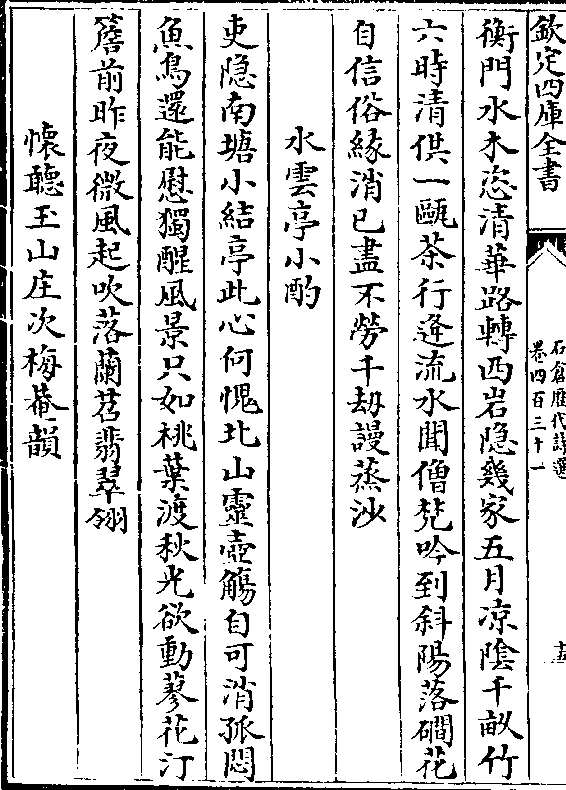 欽定四庫全書
石倉歷代詩選
卷四百三十一
十五
衡門水木恣清華路轉西岩隐幾家五月凉陰千畝竹
六時清供一甌茶行逢流水聞僧梵吟到斜陽落磵花
自信俗緣消已盡不勞千劫謾蒸沙
水雲亭小酌
吏隐南塘小結亭此心何愧北山靈壺觴自可消孤悶
魚鳥還能慰獨醒風景只如桃葉渡秋光欲動蓼花汀
簷前昨夜微風起吹落蘭苕翡翠翎
懷聽玉山庄次梅菴韻